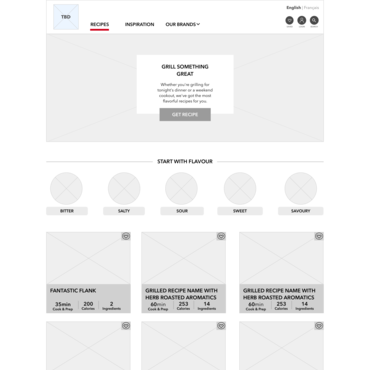 English | Français
TBD
RECIPES
INSPIRATION
OUR BRANDS
GRILL SOMETHING
GREAT
Whether you're grilling for
tonight's dinner or a weekend
cookout, we've got the most
flavorful recipes for you.
GET RECIPE
START WITH FLAVOUR
BITTER
SALTY
SOUR
SWEET
SAVOURY
FANTASTIC FLANK
35min
Cook & Prep
200
Calories
2
Ingredients
GRILLED RECIPE NAME WITH
HERB ROASTED AROMATICS
60min
Cook & Prep
253
Calories
14
Ingredients
GRILLED RECIPE NAME WITH
HERB ROASTED AROMATICS
60min
Cook & Prep
253
Calories
14
Ingredients